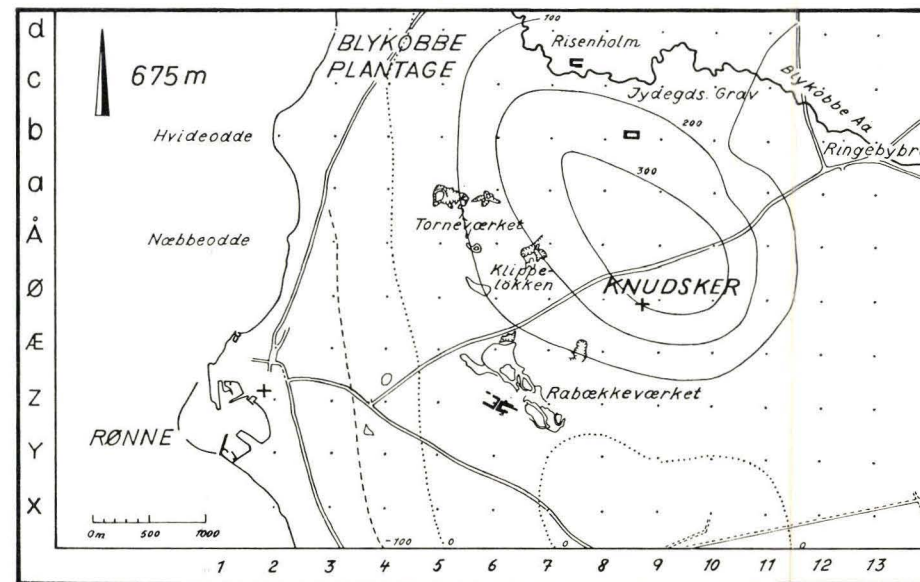 d
c
b
a
Å
Ø
Æ
Z
Y
X
675 m
BLYKOBBE
PLANTAGE
100
Risenholm
Jydegds. Grav
Blykobbe Aa
Hvideodde
200
Ringebybr
300
Torneværket
Næbbeodde
Klippe-
løkken
KNUDSKER
Rabækkeværket
RØNNE
0m 500 1000
-100 0 0 0
1 2 3 4 5 6 7 8 9 10 11 12 13